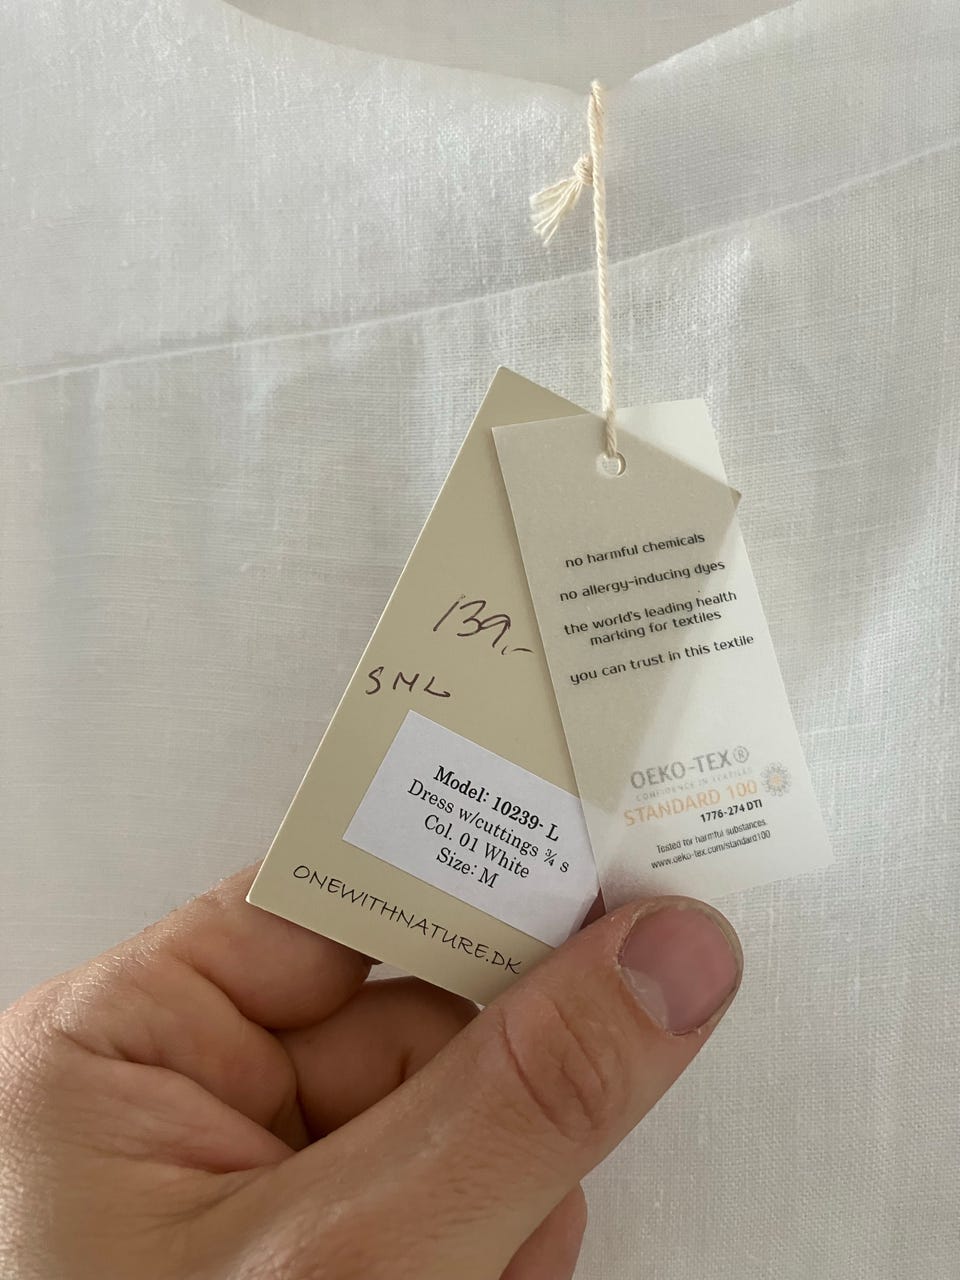 139,-
S M L
Model: 10239- L
Dress w/cuttings ¾ s
Col. 01 White
Size: M
ONEWITHNATURE.DK
no harmful chemicals
no allergy-inducing dyes
the world's leading health
marking for textiles
you can trust in this textile
OEKO-TEX®
CONFIDENCE IN TEXTILES
STANDARD 100
1776-274 DTI
Tested for harmful substances.
www.oeko-tex.com/standard100